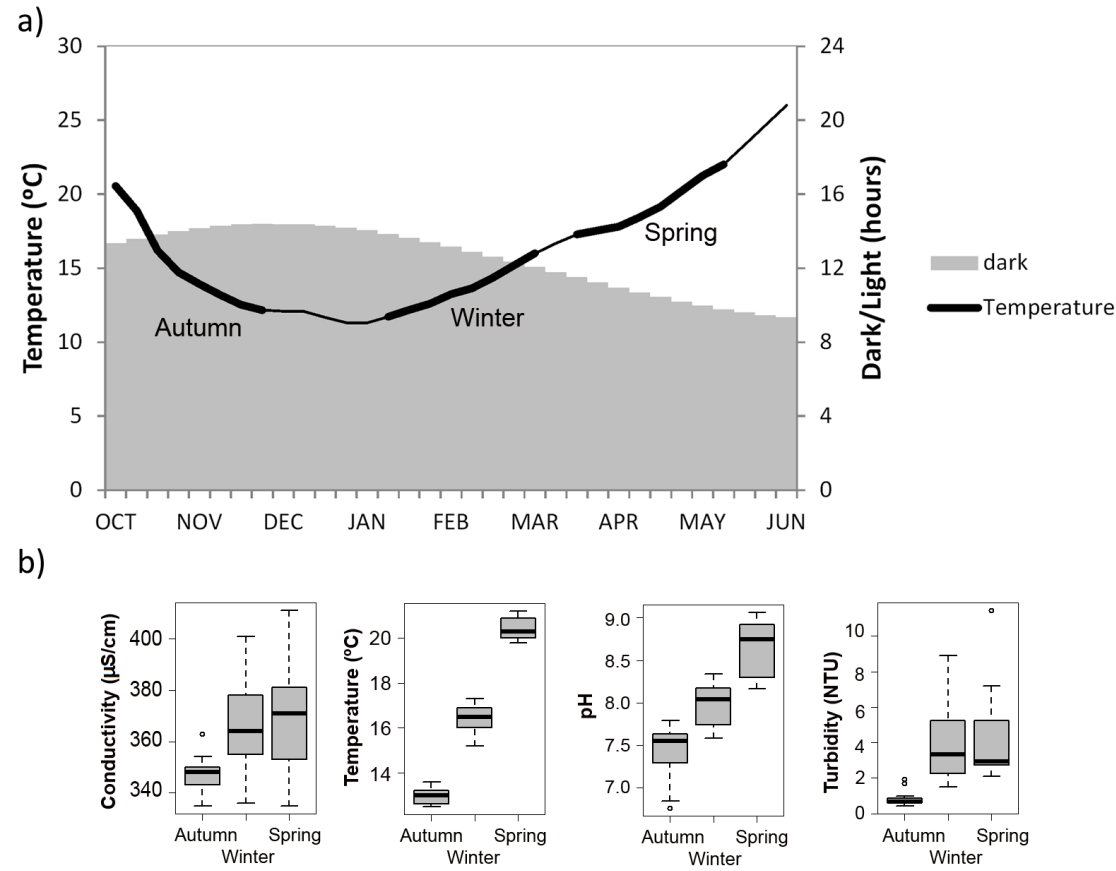 a)
30
25
20
15
10
5
0
Temperature (ºC)
24
20
16
12
8
4
0
Dark/Light (hours)
Autumn
Winter
Spring
dark
Temperature
OCT NOV DEC JAN FEB MAR APR MAY JUN
b)
Conductivity (µS/cm)
400
380
360
340
Autumn Spring
Winter
Temperature (ºC)
20
18
16
14
Autumn Spring
Winter
pH
9.0
8.5
8.0
7.5
7.0
Autumn Spring
Winter
Turbidity (NTU)
10
8
6
4
2
0
Autumn Spring
Winter